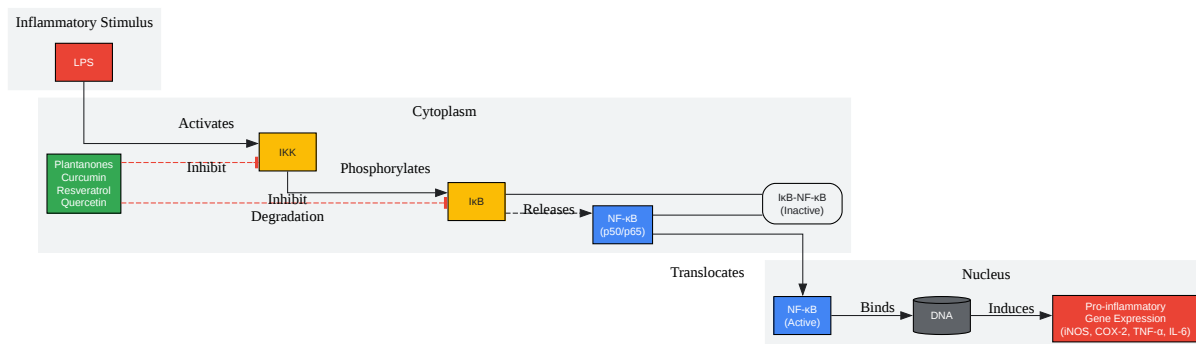 Inflammatory Stimulus
LPS
Cytoplasm
Activates
IKK
Plantanones
Curcumin
Resveratrol
Quercetin
Inhibit
Phosphorylates
Inhibit
Degradation
IκB
Releases
NF-κB
(p50/p65)
IκB-NF-κB
(Inactive)
Translocates
Nucleus
NF-κB
(Active)
Binds
DNA
Induces
Pro-inflammatory
Gene Expression
(iNOS, COX-2, TNF-α, IL-6)